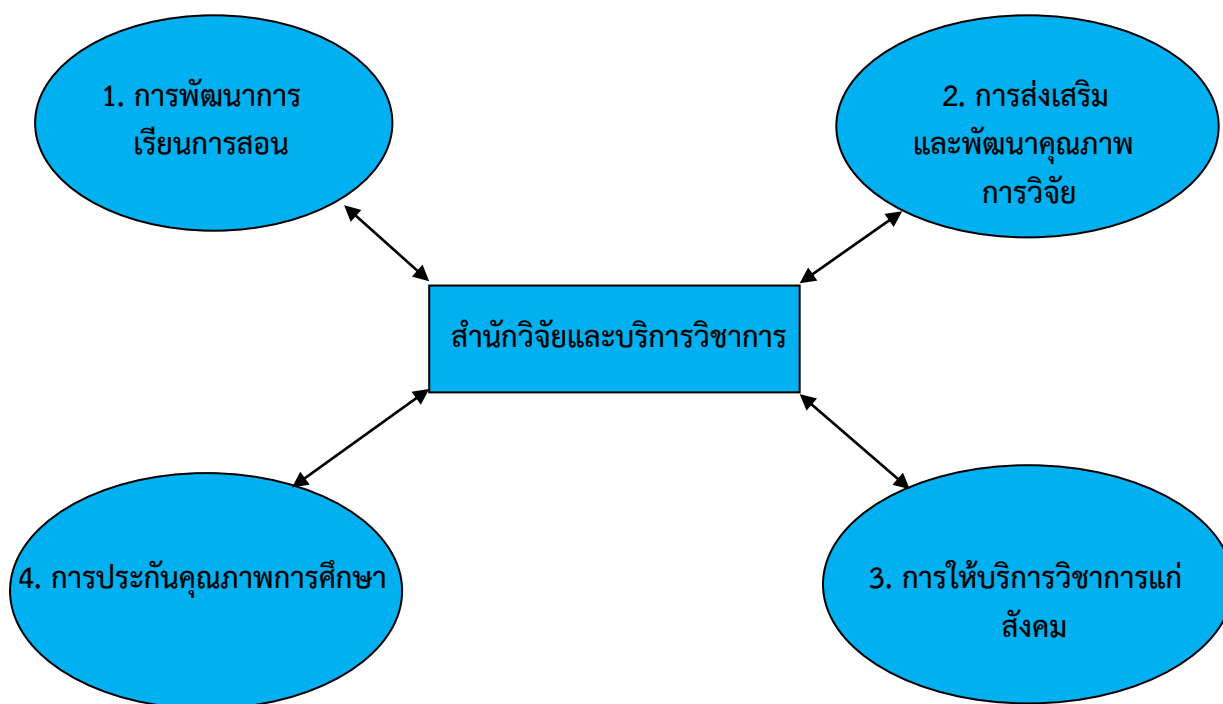 1. การพัฒนาการ
เรียนการสอน
2. การส่งเสริม
และพัฒนาคุณภาพ
การวิจัย
สำนักวิจัยและบริการวิชาการ
4. การประกันคุณภาพการศึกษา
3. การให้บริการวิชาการแก่
สังคม